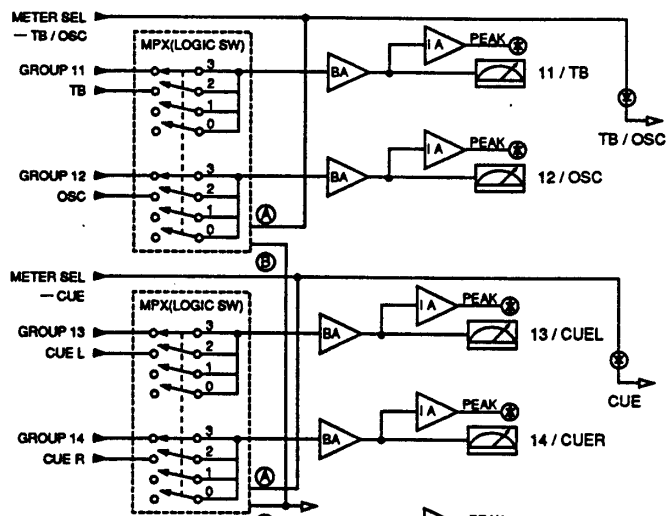 METER SEL
— TB / OSC
MPX(LOGIC SW)
GROUP 11
TB
3
2
1
0
BA
IA
PEAK
11 / TB
TB / OSC
GROUP 12
OSC
3
2
1
0
BA
IA
PEAK
12 / OSC
A
B
METER SEL
— CUE
MPX(LOGIC SW)
GROUP 13
CUE L
3
2
1
0
BA
IA
PEAK
13 / CUEL
CUE
GROUP 14
CUE R
3
2
1
0
BA
IA
PEAK
14 / CUER
A